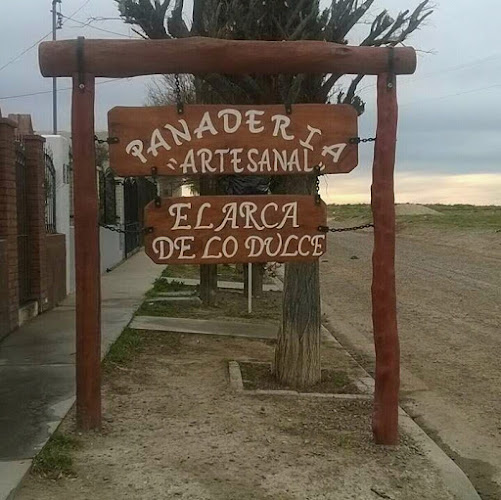 PANADERIA
"ARTESANAL"
EL ARCA
DE LO DULCE